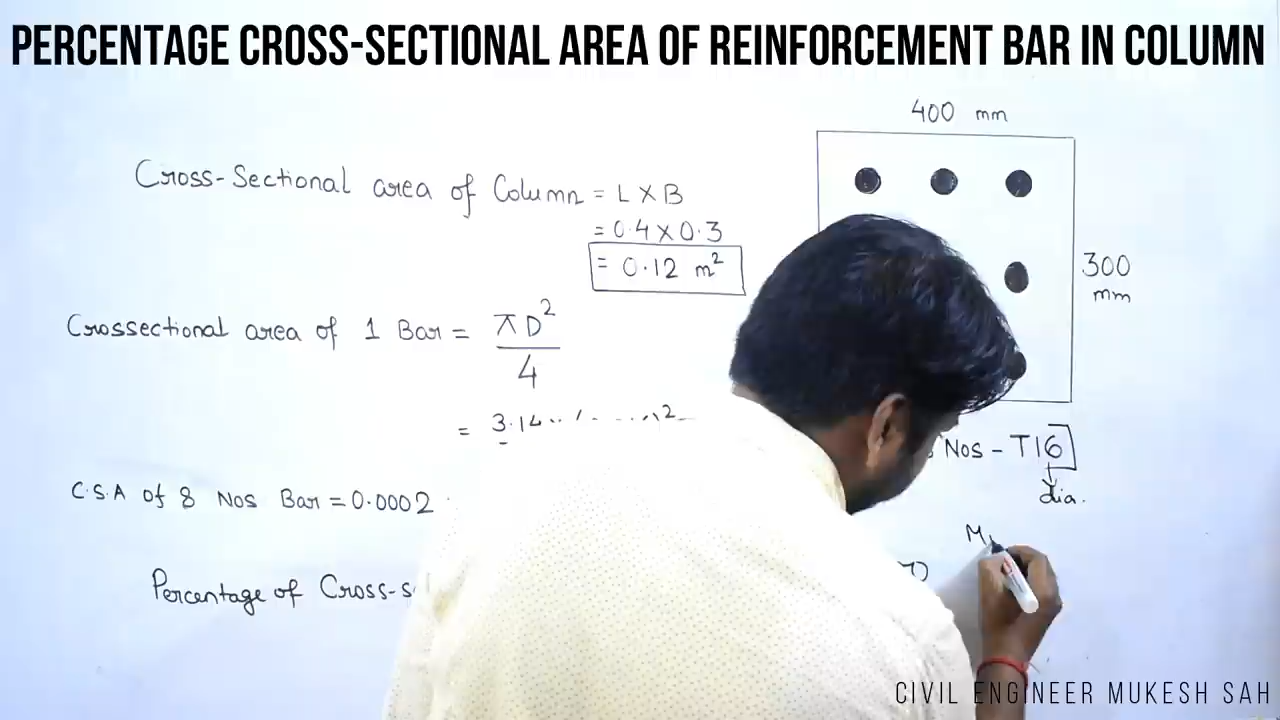 PERCENTAGE CROSS-SECTIONAL AREA OF REINFORCEMENT BAR IN COLUMN
400 mm
Cross-Sectional area of Column = L X B
= 0.4 X 0.3
= 0.12 m²
300
mm
Crossectional area of 1 Bar = πD²
4
= 3.14
Nos - T16
dia.
C.S.A of 8 Nos Bar = 0.0002
Percentage of Cross-s
CIVIL ENGINEER MUKESH SAH